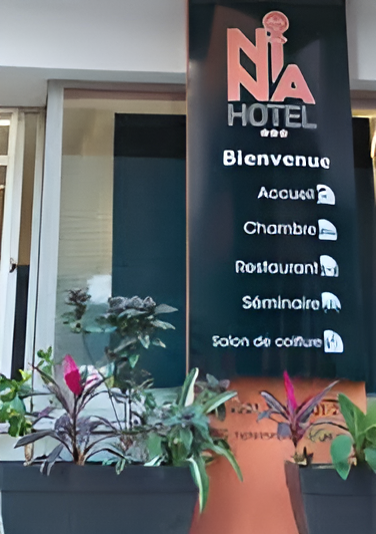 NiNA
HOTEL
Bienvenue
Accueil
Chambre
Restaurant
Séminaire
Salon de coiffure